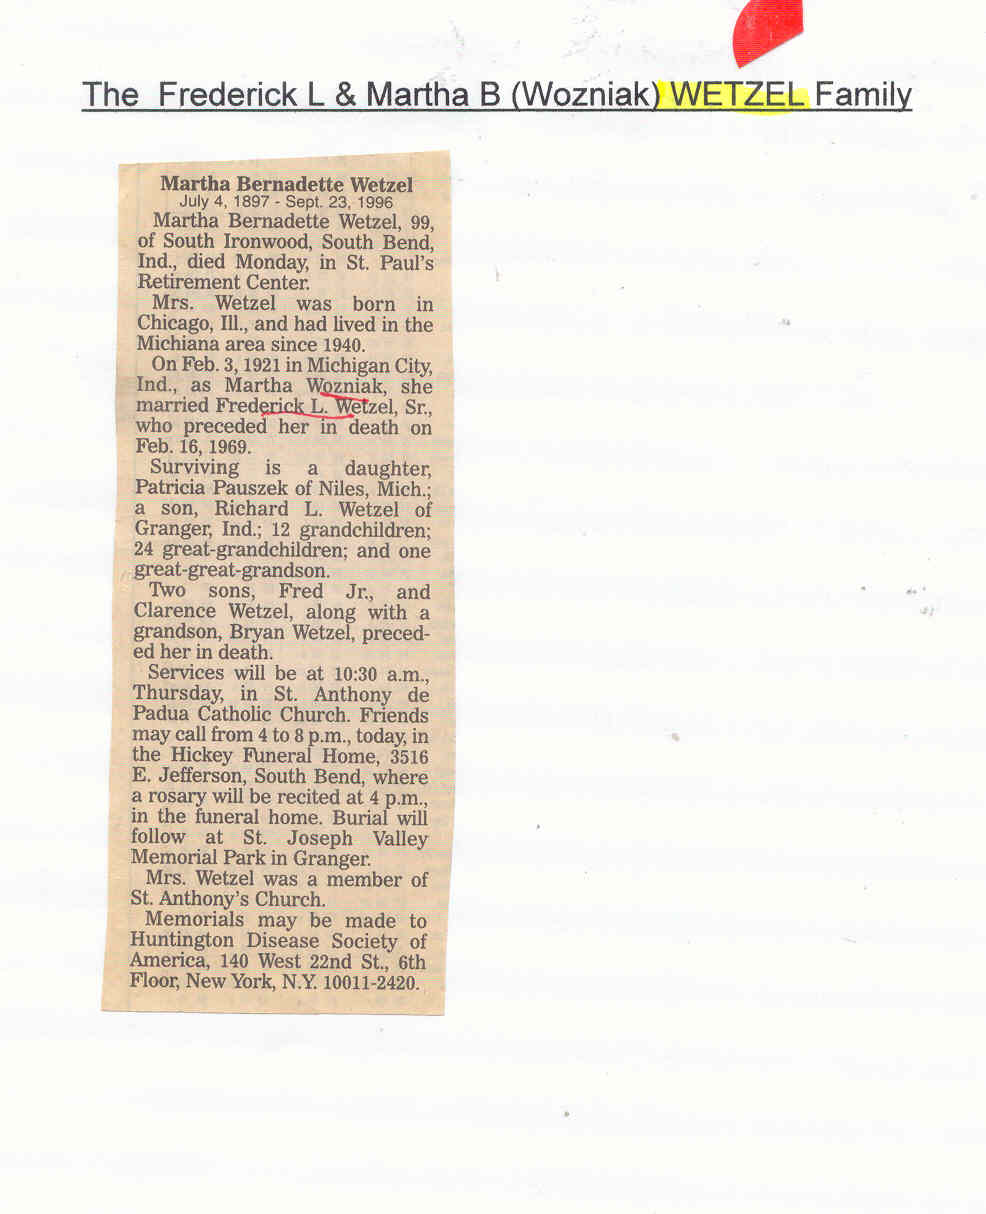 The Frederick L & Martha B (Wozniak) WETZEL Family
Martha Bernadette Wetzel
July 4, 1897 - Sept. 23, 1996
Martha Bernadette Wetzel, 99,
of South Ironwood, South Bend,
Ind., died Monday, in St. Paul's
Retirement Center.
Mrs. Wetzel was born in
Chicago, Ill., and had lived in the
Michiana area since 1940.
On Feb. 3, 1921 in Michigan City,
Ind., as Martha Wozniak, she
married Frederick L. Wetzel, Sr.,
who preceded her in death on
Feb. 16, 1969.
Surviving is a daughter,
Patricia Pauszek of Niles, Mich.;
a son, Richard L. Wetzel of
Granger, Ind.; 12 grandchildren;
24 great-grandchildren; and one
great-great-grandson.
Two sons, Fred Jr., and
Clarence Wetzel, along with a
grandson, Bryan Wetzel, preced-
ed her in death.
Services will be at 10:30 a.m.,
Thursday, in St. Anthony de
Padua Catholic Church. Friends
may call from 4 to 8 p.m., today, in
the Hickey Funeral Home, 3516
E. Jefferson, South Bend, where
a rosary will be recited at 4 p.m.,
in the funeral home. Burial will
follow at St. Joseph Valley
Memorial Park in Granger.
Mrs. Wetzel was a member of
St. Anthony's Church.
Memorials may be made to
Huntington Disease Society of
America, 140 West 22nd St., 6th
Floor, New York, N.Y. 10011-2420.